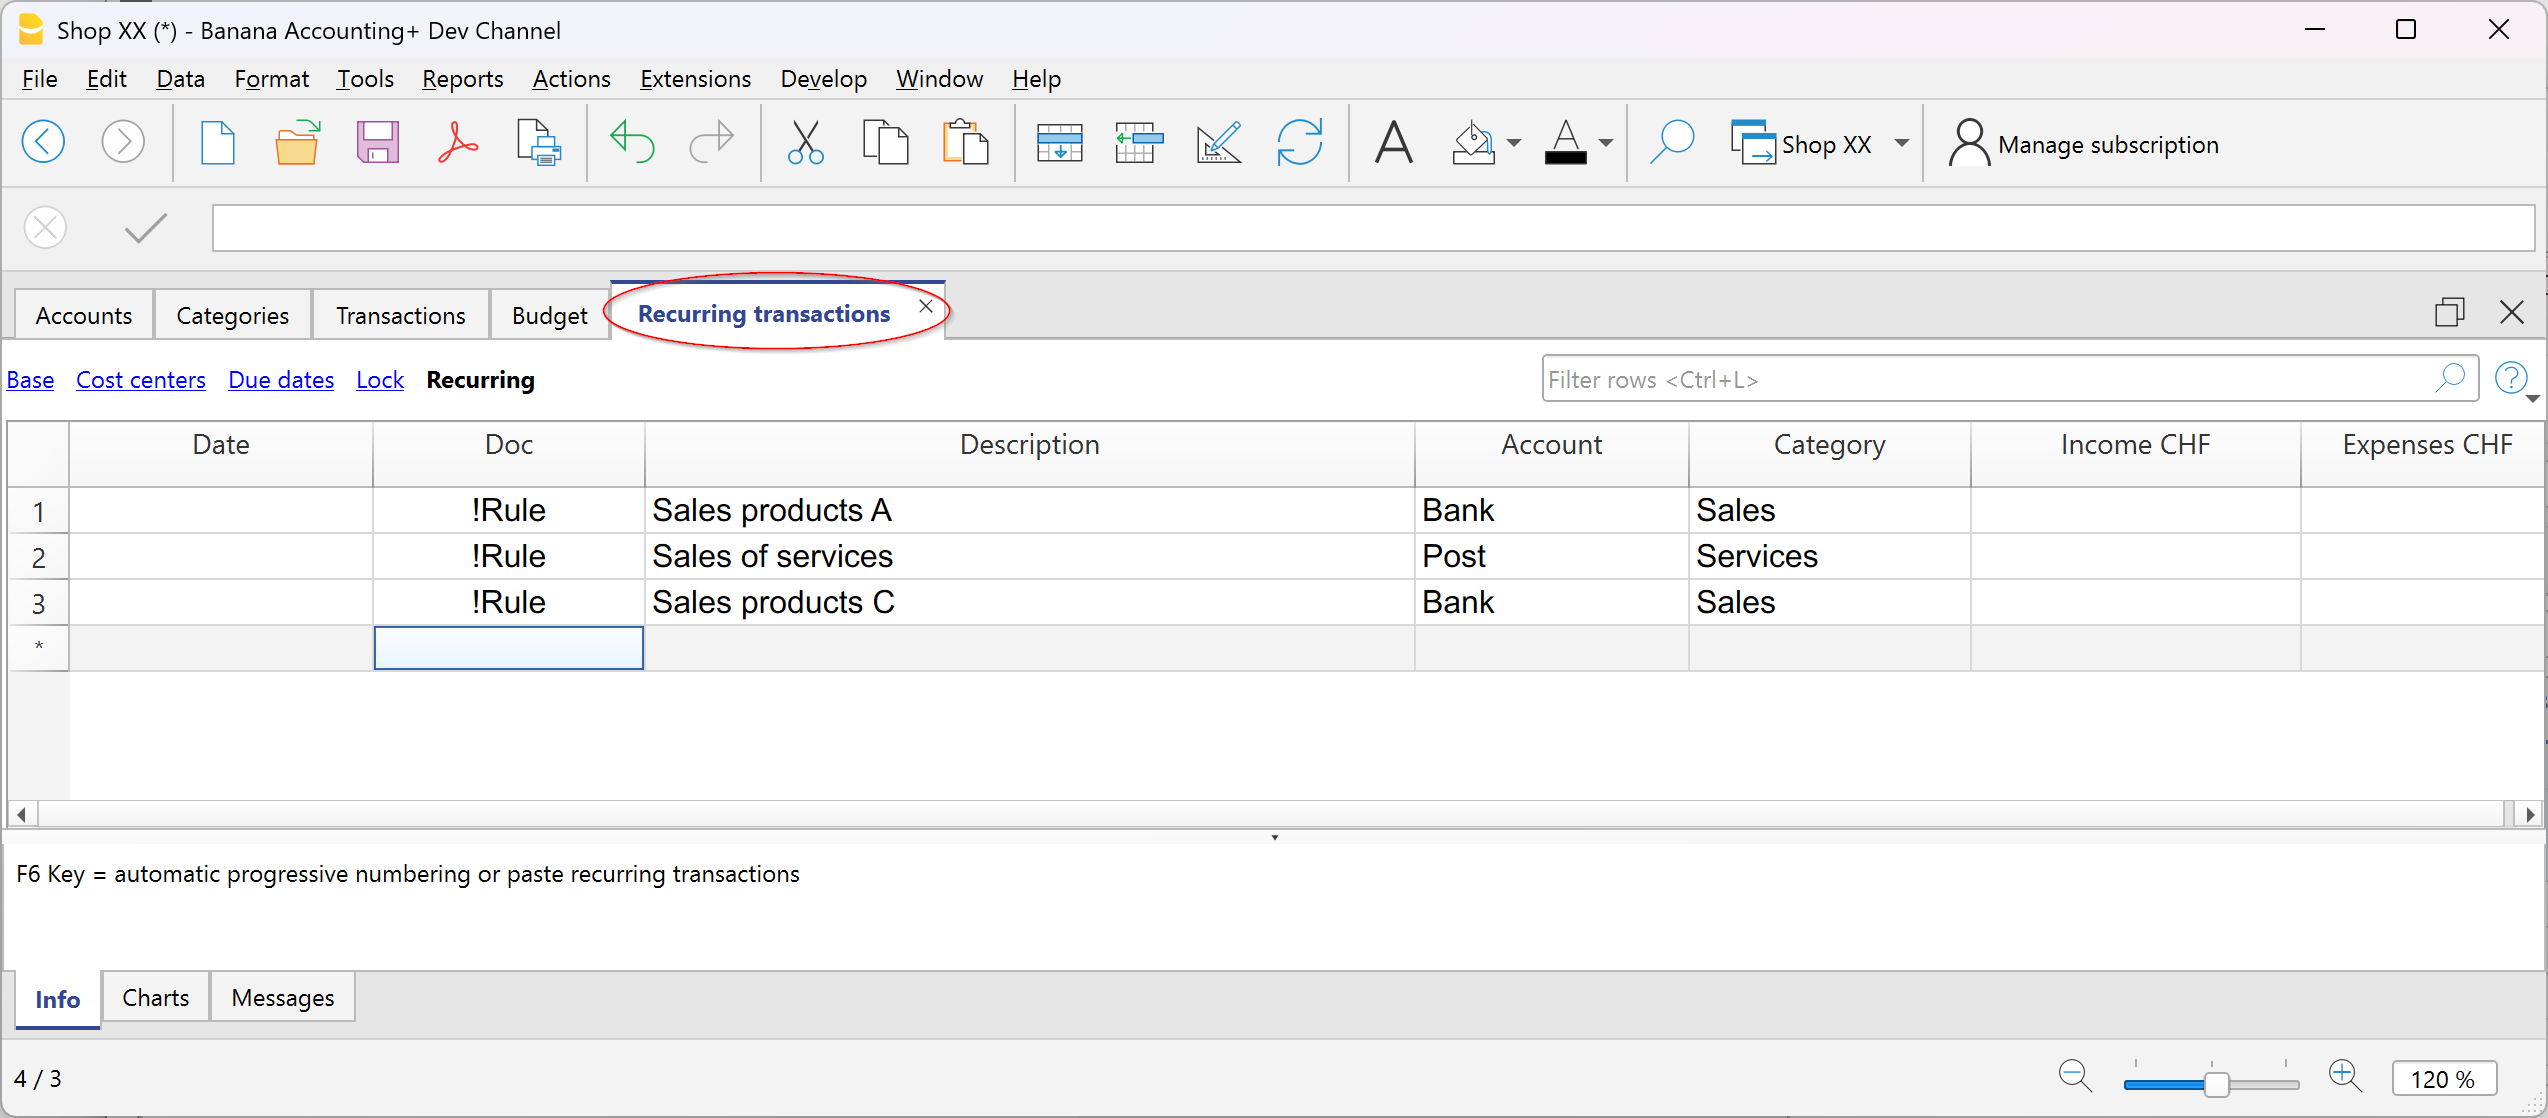 Shop XX (*) - Banana Accounting+ Dev Channel
File Edit Data Format Tools Reports Actions Extensions Develop Window Help
A A Shop XX Manage subscription
Accounts Categories Transactions Budget Recurring transactions
Base Cost centers Due dates Lock Recurring Filter rows <Ctrl+L> ?
Date Doc Description Account Category Income CHF Expenses CHF
1 !Rule Sales products A Bank Sales
2 !Rule Sales of services Post Services
3 !Rule Sales products C Bank Sales
*
F6 Key = automatic progressive numbering or paste recurring transactions
Info Charts Messages
4 / 3 120 %